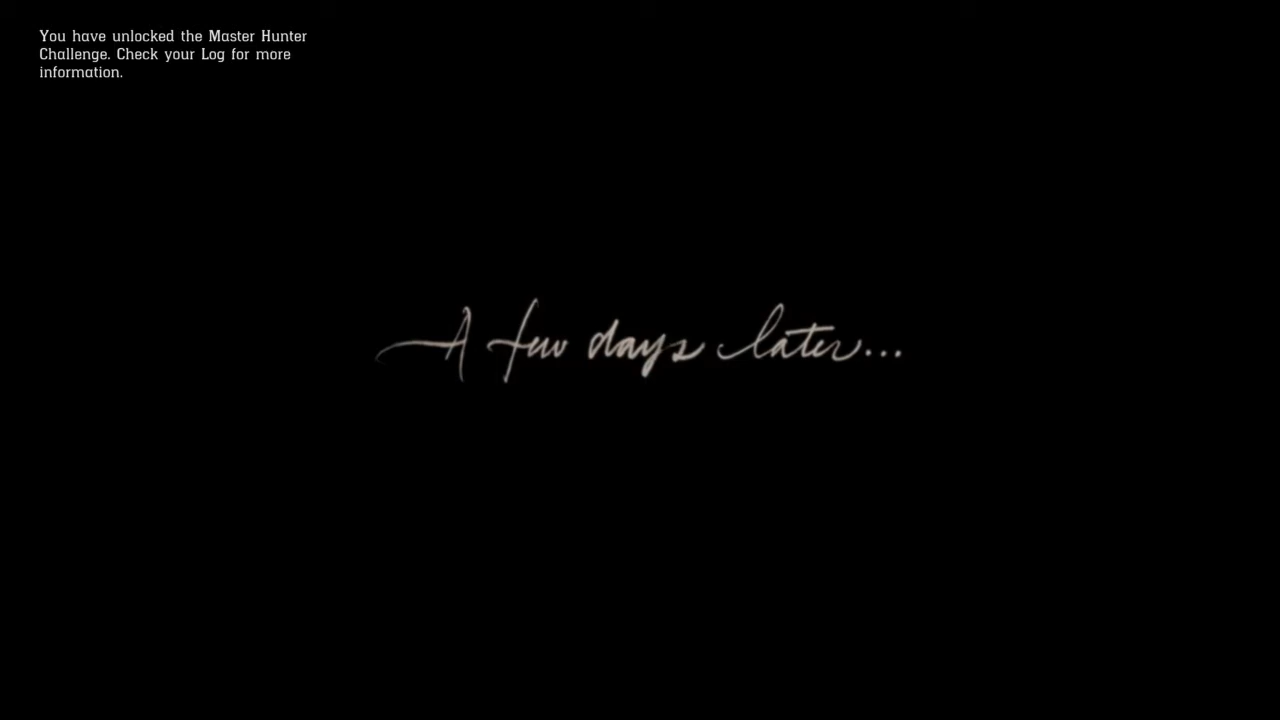 You have unlocked the Master Hunter
Challenge. Check your Log for more
information.
A few days later...